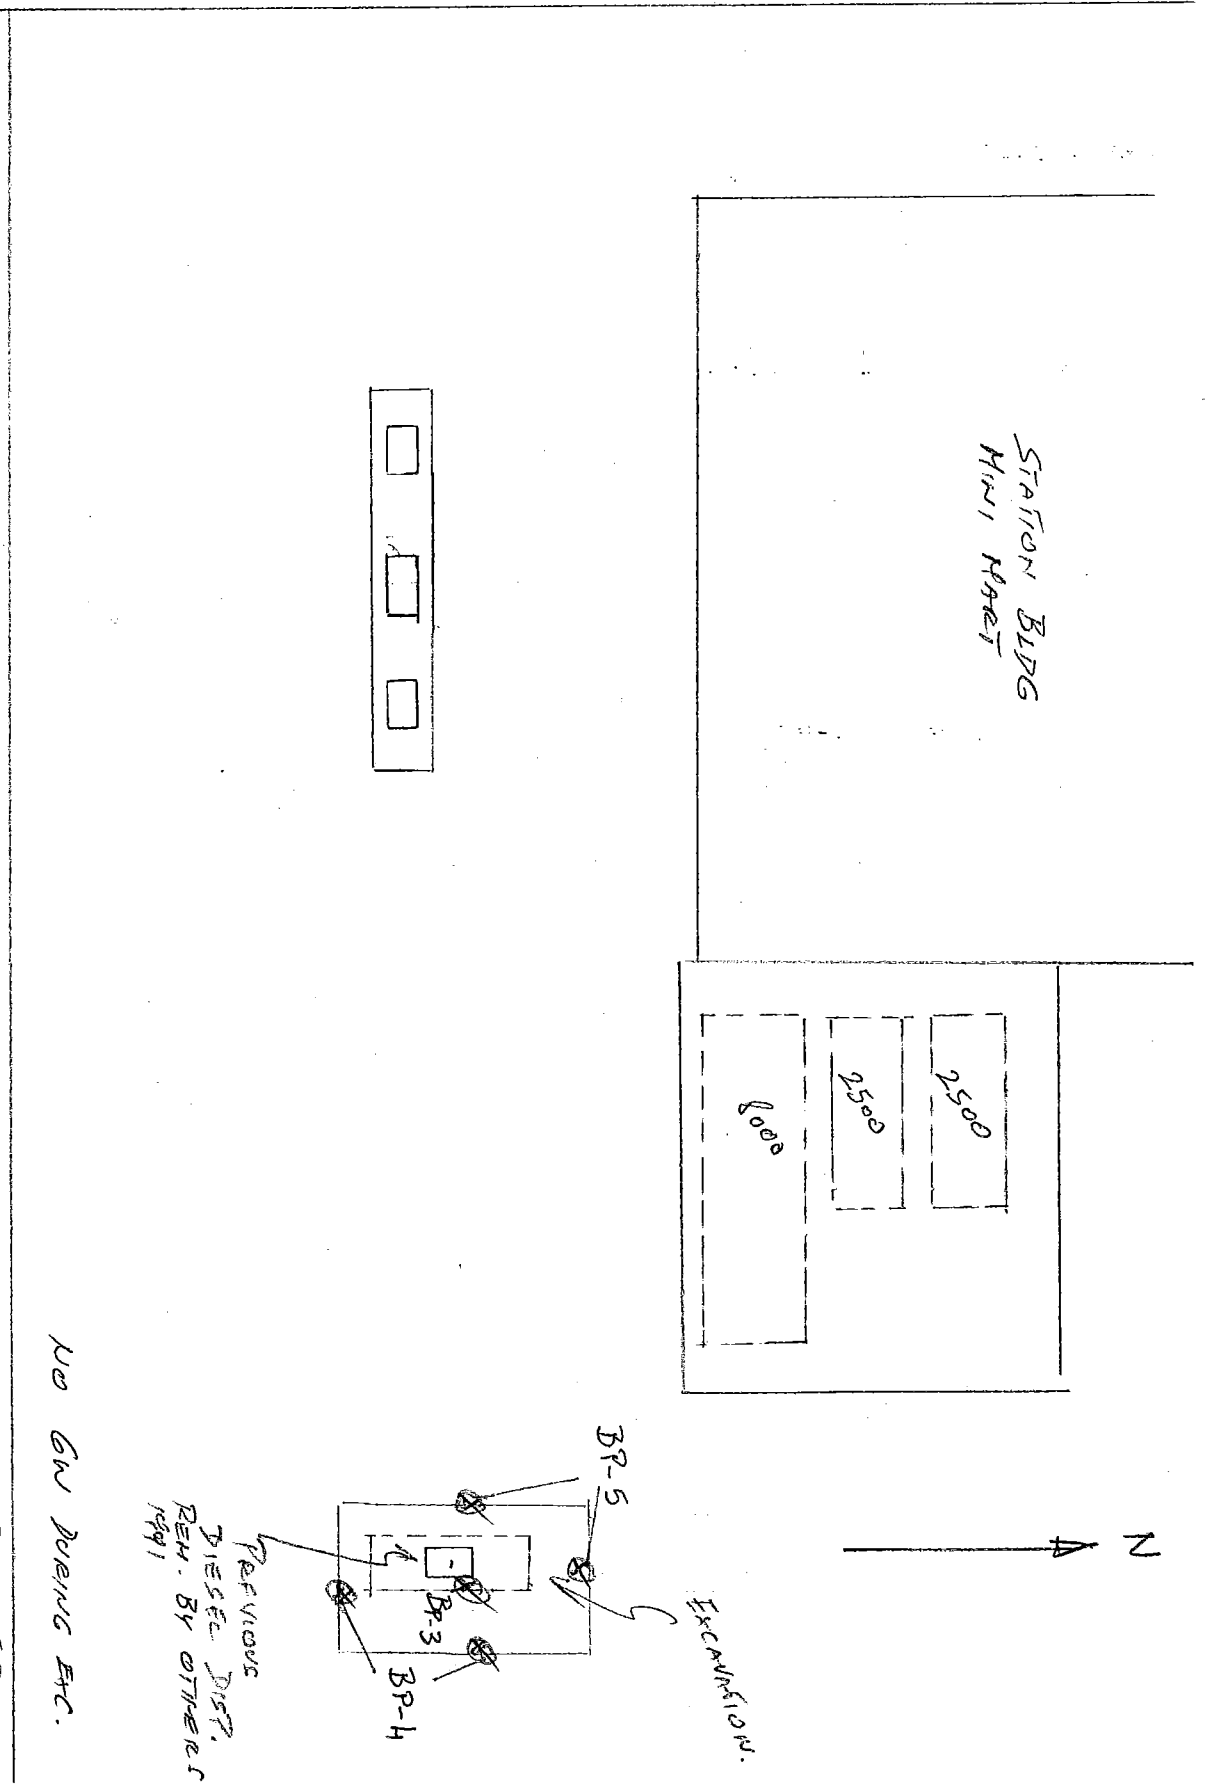 STATION BLDG
MINI MART
2500
2500
8000
N
EXCAVATION.
BP-5
BP-3
BP-4
PREVIOUS
DIESEL DISP.
REM. BY OTHERS
NO GW DURING EXC.